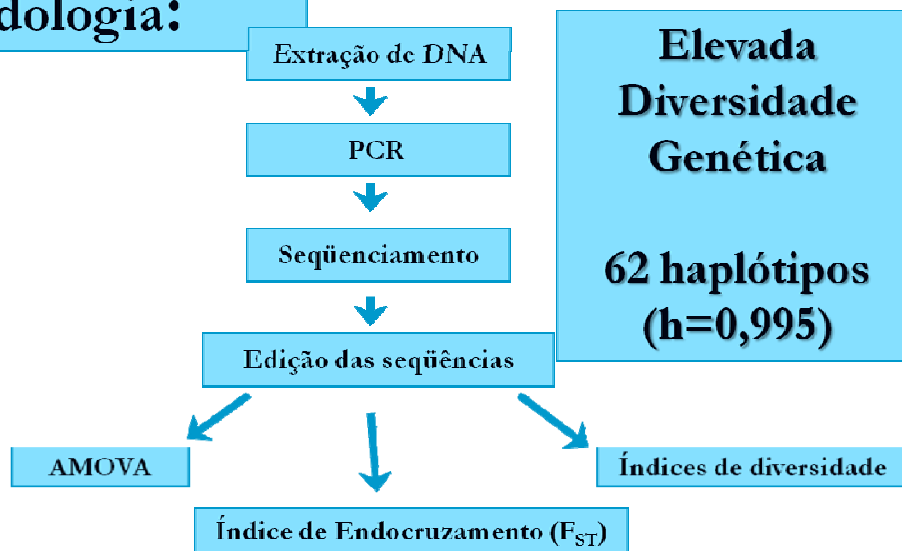 dologia:
Extração de DNA
PCR
Seqüenciamento
Edição das seqüências
AMOVA
Índice de Endocruzamento (F_ST)
Índices de diversidade
Elevada
Diversidade
Genética
62 haplótipos
(h=0,995)